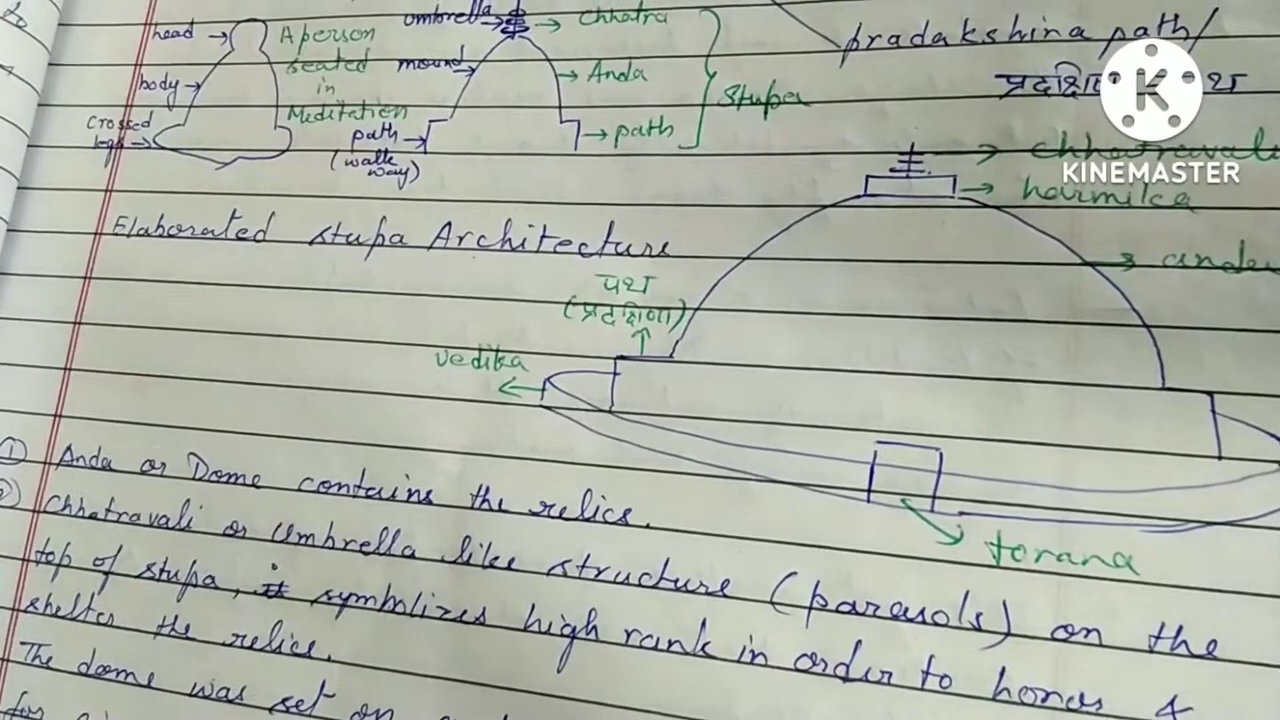 head
A person
seated
in
Meditation
body
Crossed
legs
umbrella
chhatra
mound
Anda
path
(walk
way)
path
Stupa
pradakshina path/
KINEMASTER
chhatravali
harmika
Elaborated stupa Architecture
anda
पथ
(प्रदक्षिणा)
vedika
torana
① Anda or Dome contains the relics.
② Chhatravali or Umbrella like structure (parasols) on the
top of stupa, it symbolizes high rank in order to honor &
shelter the relics.
The dome was set on